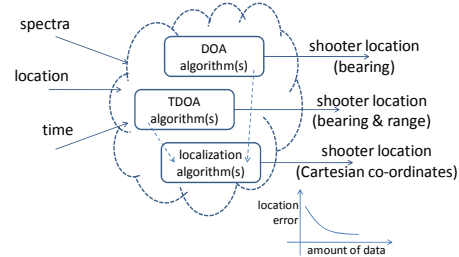 spectra
location
time
DOA
algorithm(s)
TDOA
algorithm(s)
localization
algorithm(s)
shooter location
(bearing)
shooter location
(bearing & range)
shooter location
(Cartesian co-ordinates)
location
error
amount of data